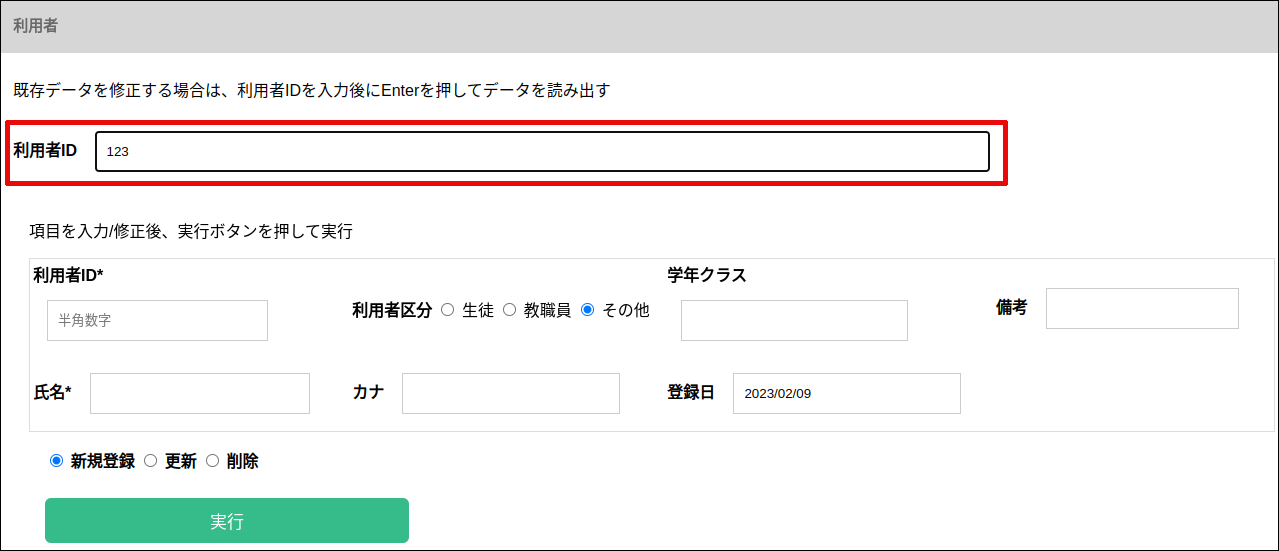 利用者
既存データを修正する場合は、利用者IDを入力後にEnterを押してデータを読み出す
利用者ID 123
項目を入力/修正後、実行ボタンを押して実行
利用者ID* 学年クラス
半角数字 利用者区分 生徒 教職員 その他 備考
氏名* カナ 登録日 2023/02/09
新規登録 更新 削除
実行